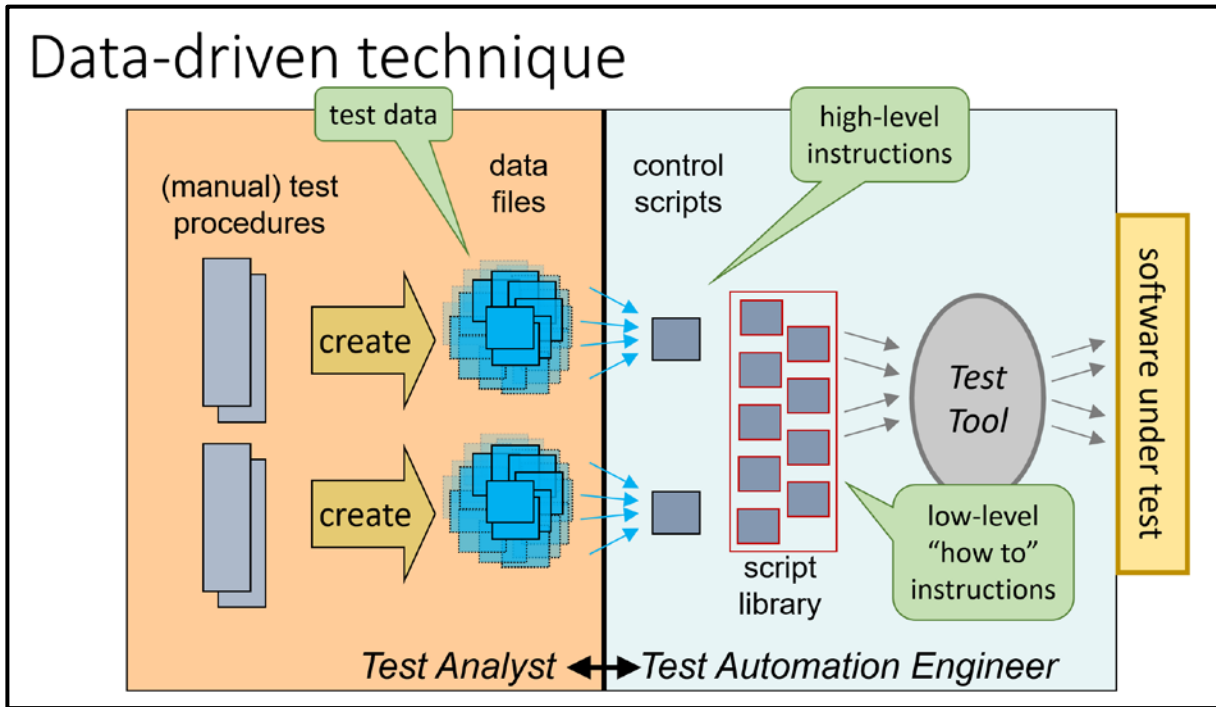 Data-driven technique
test data
high-level
instructions
(manual) test
procedures
data
files
control
scripts
create
create
Test
Tool
software under test
low-level
“how to”
instructions
script
library
Test Analyst
Test Automation Engineer